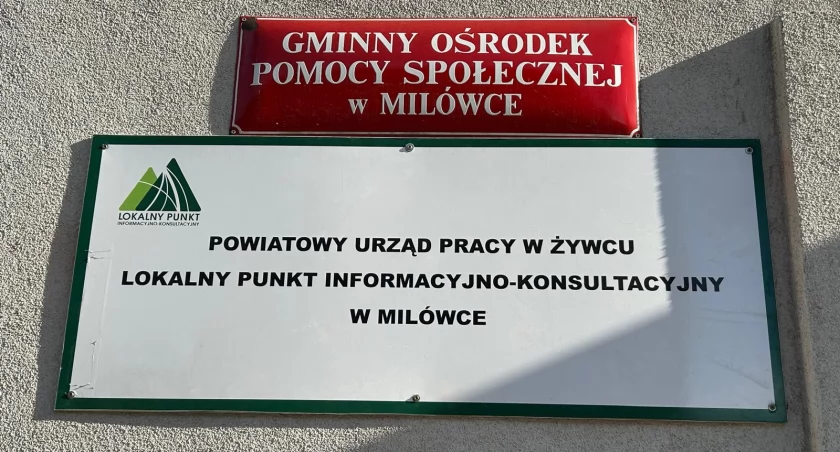 GMINNY OŚRODEK
POMOCY SPOŁECZNEJ
w MILÓWCE
LOKALNY PUNKT
INFORMACYJNO-KONSULTACYJNY
POWIATOWY URZĄD PRACY W ŻYWCU
LOKALNY PUNKT INFORMACYJNO-KONSULTACYJNY
W MILÓWCE